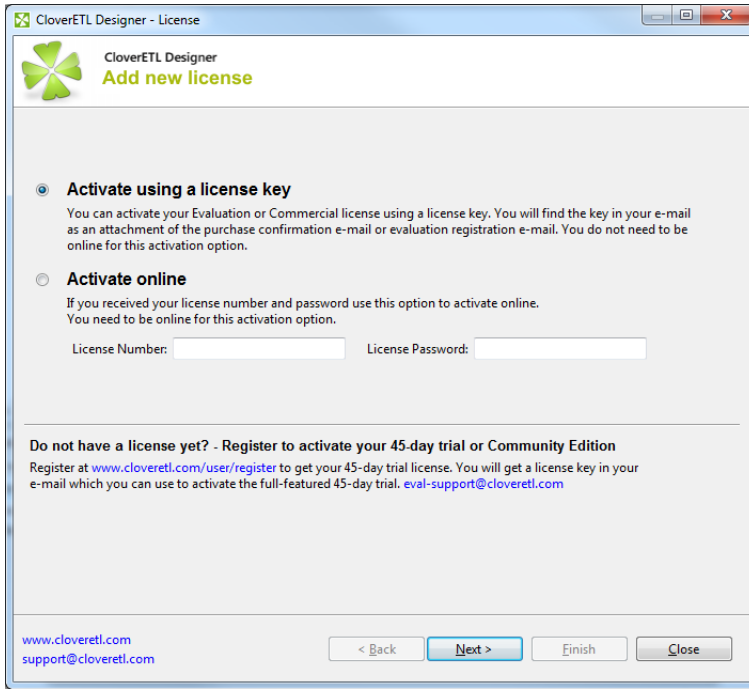 CloverETL Designer - License
CloverETL Designer
Add new license
Activate using a license key
You can activate your Evaluation or Commercial license using a license key. You will find the key in your e-mail
as an attachment of the purchase confirmation e-mail or evaluation registration e-mail. You do not need to be
online for this activation option.
Activate online
If you received your license number and password use this option to activate online.
You need to be online for this activation option.
License Number: License Password:
Do not have a license yet? - Register to activate your 45-day trial or Community Edition
Register at www.cloveretl.com/user/register to get your 45-day trial license. You will get a license key in your
e-mail which you can use to activate the full-featured 45-day trial. eval-support@cloveretl.com
www.cloveretl.com
support@cloveretl.com
< Back Next > Finish Close